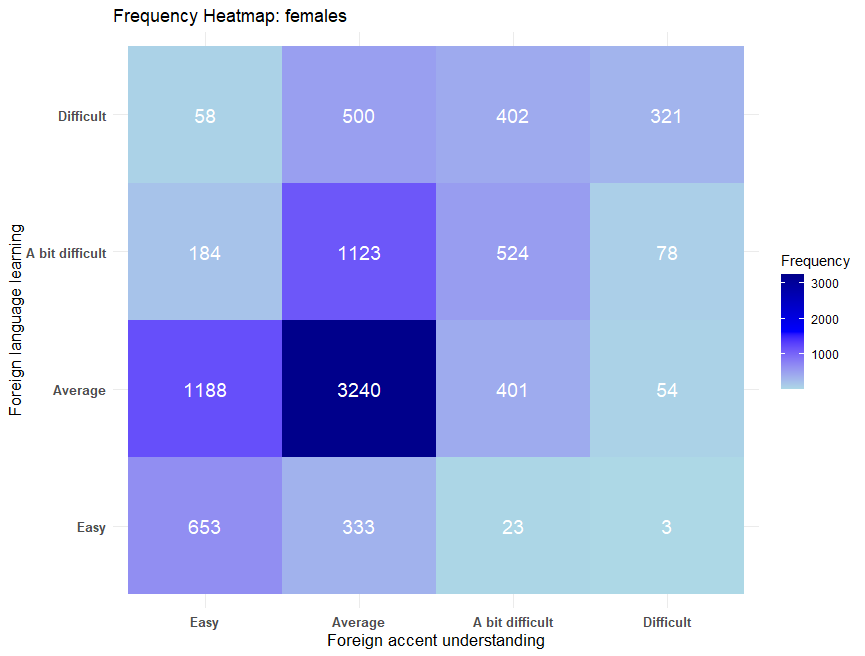 Frequency Heatmap: females
Foreign language learning
Difficult
58 500 402 321
A bit difficult
184 1123 524 78
Average
1188 3240 401 54
Easy
653 333 23 3
Easy Average A bit difficult Difficult
Foreign accent understanding
Frequency
3000
2000
1000